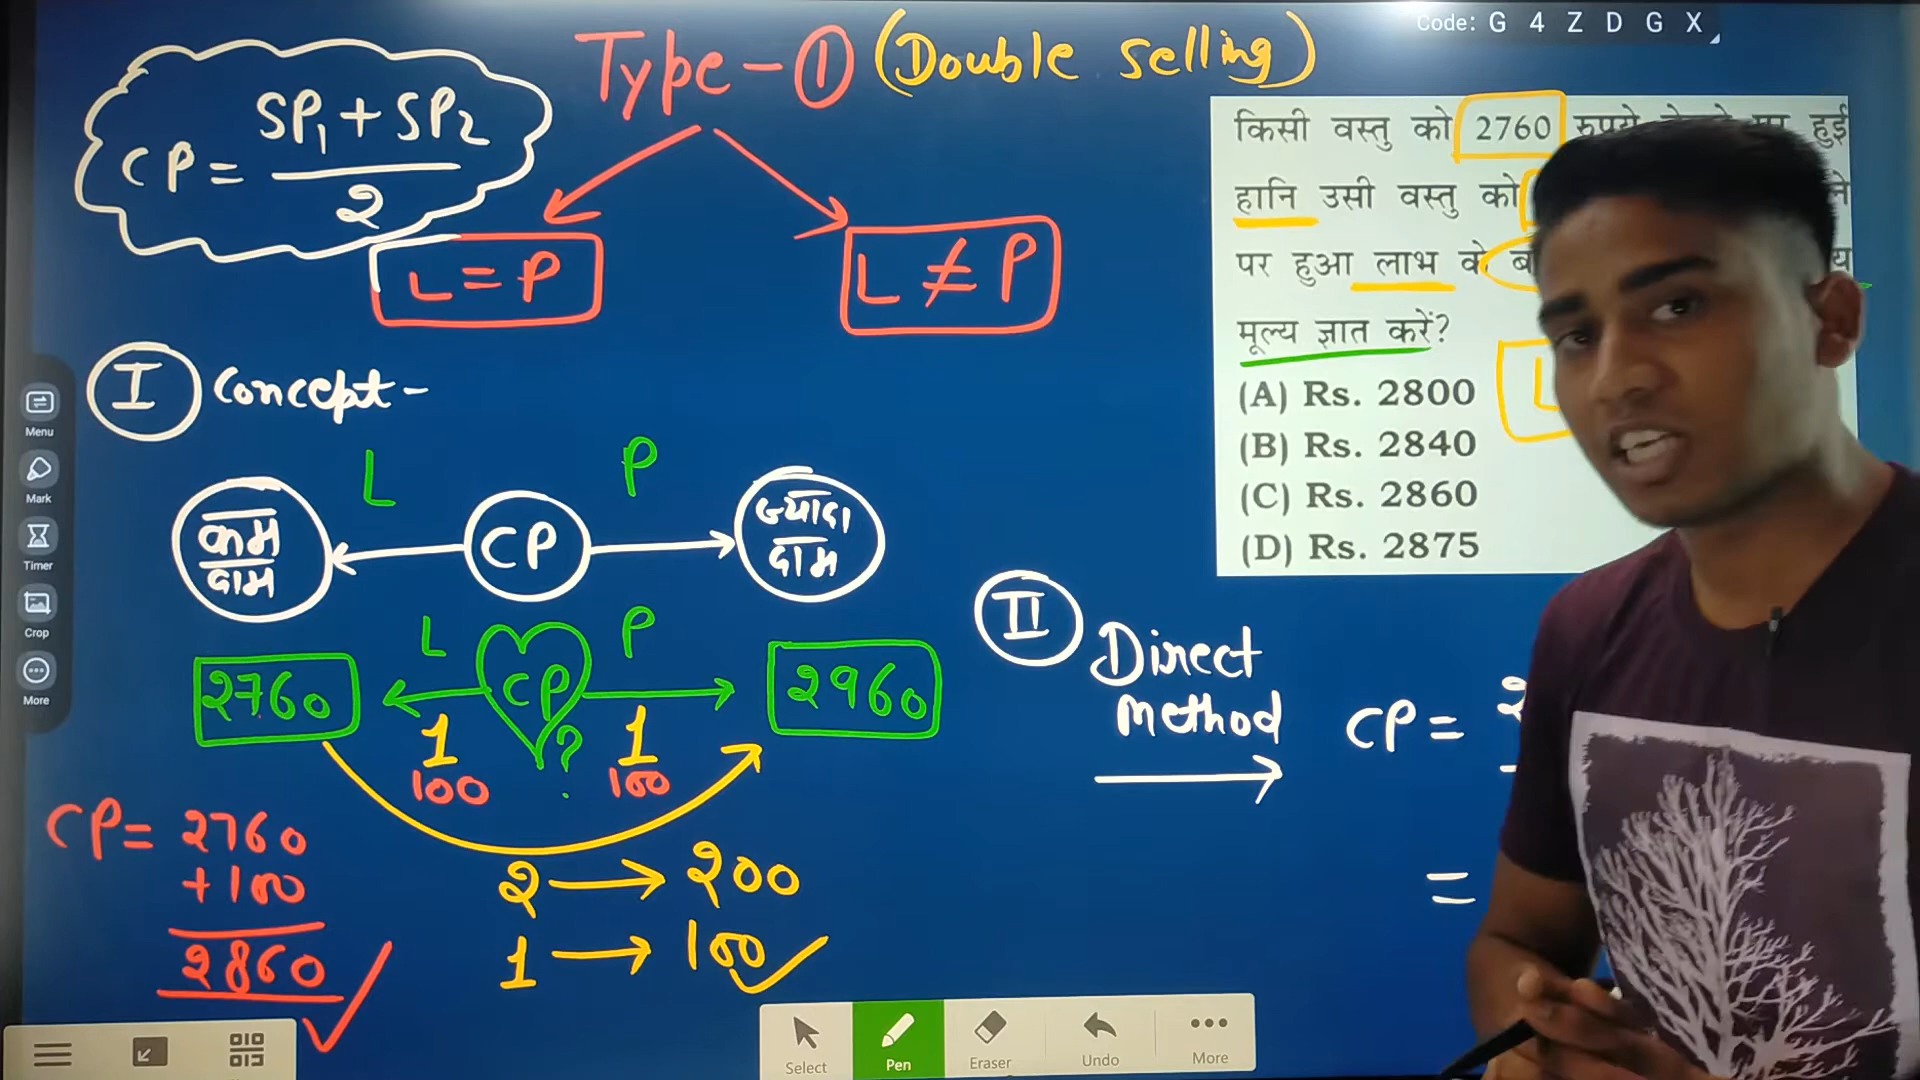 Code: G 4 Z D G X
Type-① (Double selling)
CP = SP₁ + SP₂
2
L = P
L ≠ P
किसी वस्तु को 2760 रुपये
हुई
हानि उसी वस्तु को
पर हुआ लाभ के
मूल्य ज्ञात करें?
(A) Rs. 2800
(B) Rs. 2840
(C) Rs. 2860
(D) Rs. 2875
I Concept-
L P
कम दाम
CP
ज्यादा दाम
L P
2760
CP ?
2960
1 1
100 100
CP = 2760
+100
2860
2 → 200
1 → 100
II Direct
Method
CP =
=
Menu
Mark
Timer
Crop
More
Select
Pen
Eraser
Undo
More